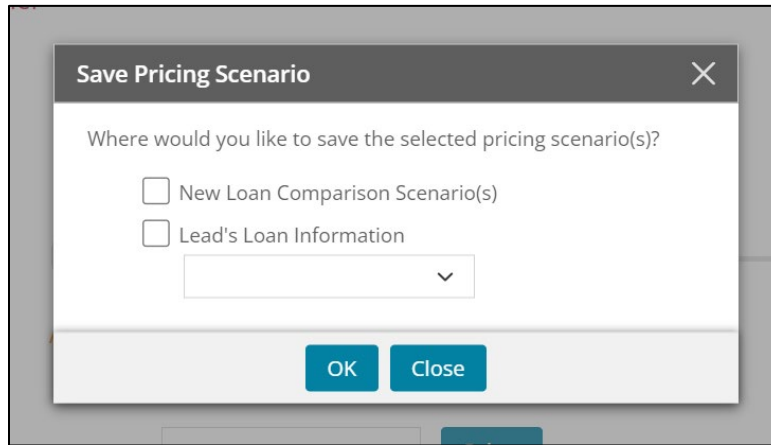 Save Pricing Scenario
Where would you like to save the selected pricing scenario(s)?
New Loan Comparison Scenario(s)
Lead's Loan Information
OK
Close